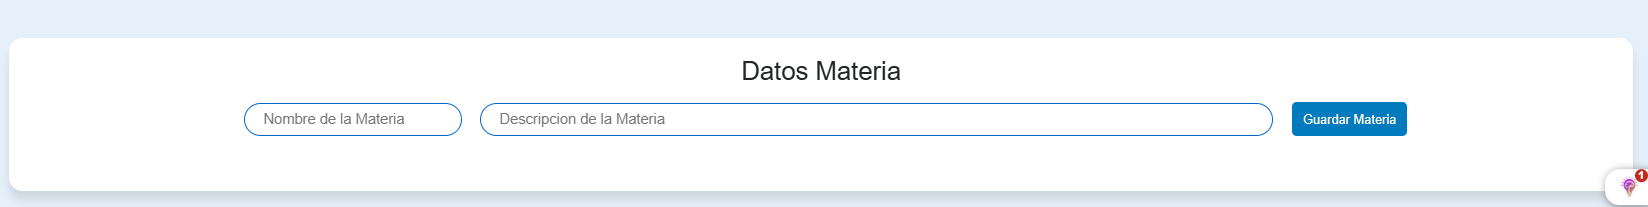 Datos Materia
Nombre de la Materia Descripcion de la Materia Guardar Materia
1